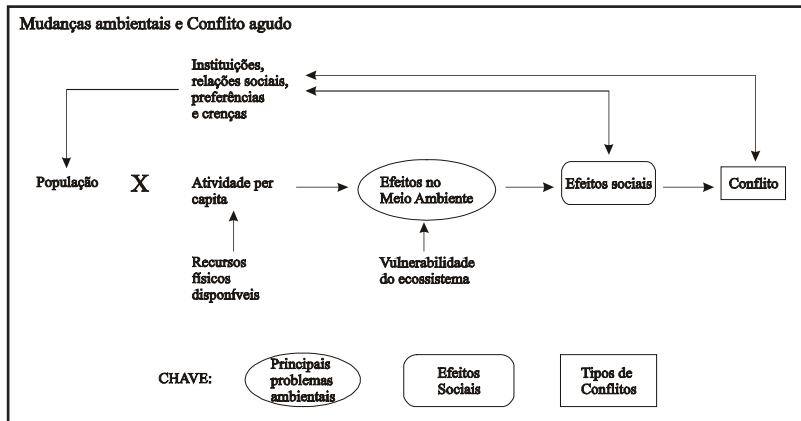 Mudanças ambientais e Conflito agudo
Instituições,
relações sociais,
preferências
e crenças
População
X
Atividade per
capita
Efeitos no
Meio Ambiente
Efeitos sociais
Conflito
Recursos
físicos
disponíveis
Vulnerabilidade
do ecossistema
CHAVE:
Principais
problemas
ambientais
Efeitos
Sociais
Tipos de
Conflitos